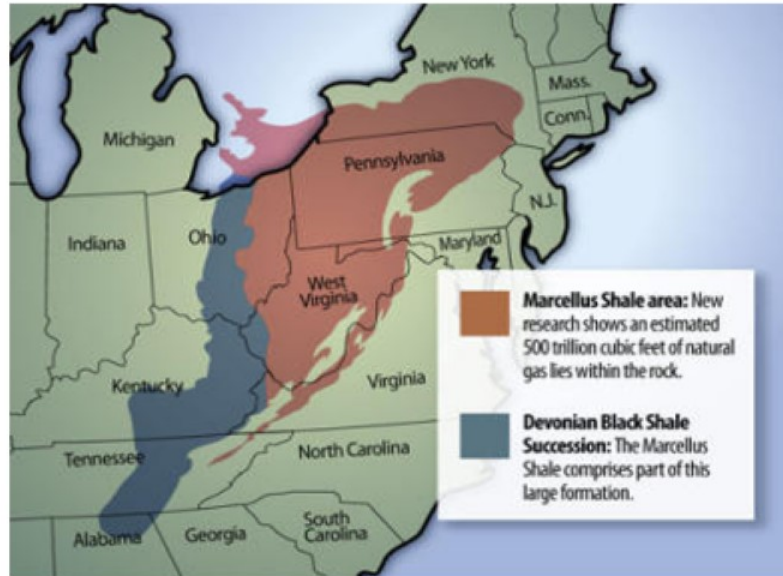 New York
Mass.
Michigan
Conn.
Pennsylvania
N.J.
Ohio
Indiana
Maryland
West
Virginia
Marcellus Shale area: New
research shows an estimated
500 trillion cubic feet of natural
gas lies within the rock.
Kentucky
Virginia
Devonian Black Shale
Succession: The Marcellus
Shale comprises part of this
large formation.
Tennessee
North Carolina
Alabama
Georgia
South
Carolina